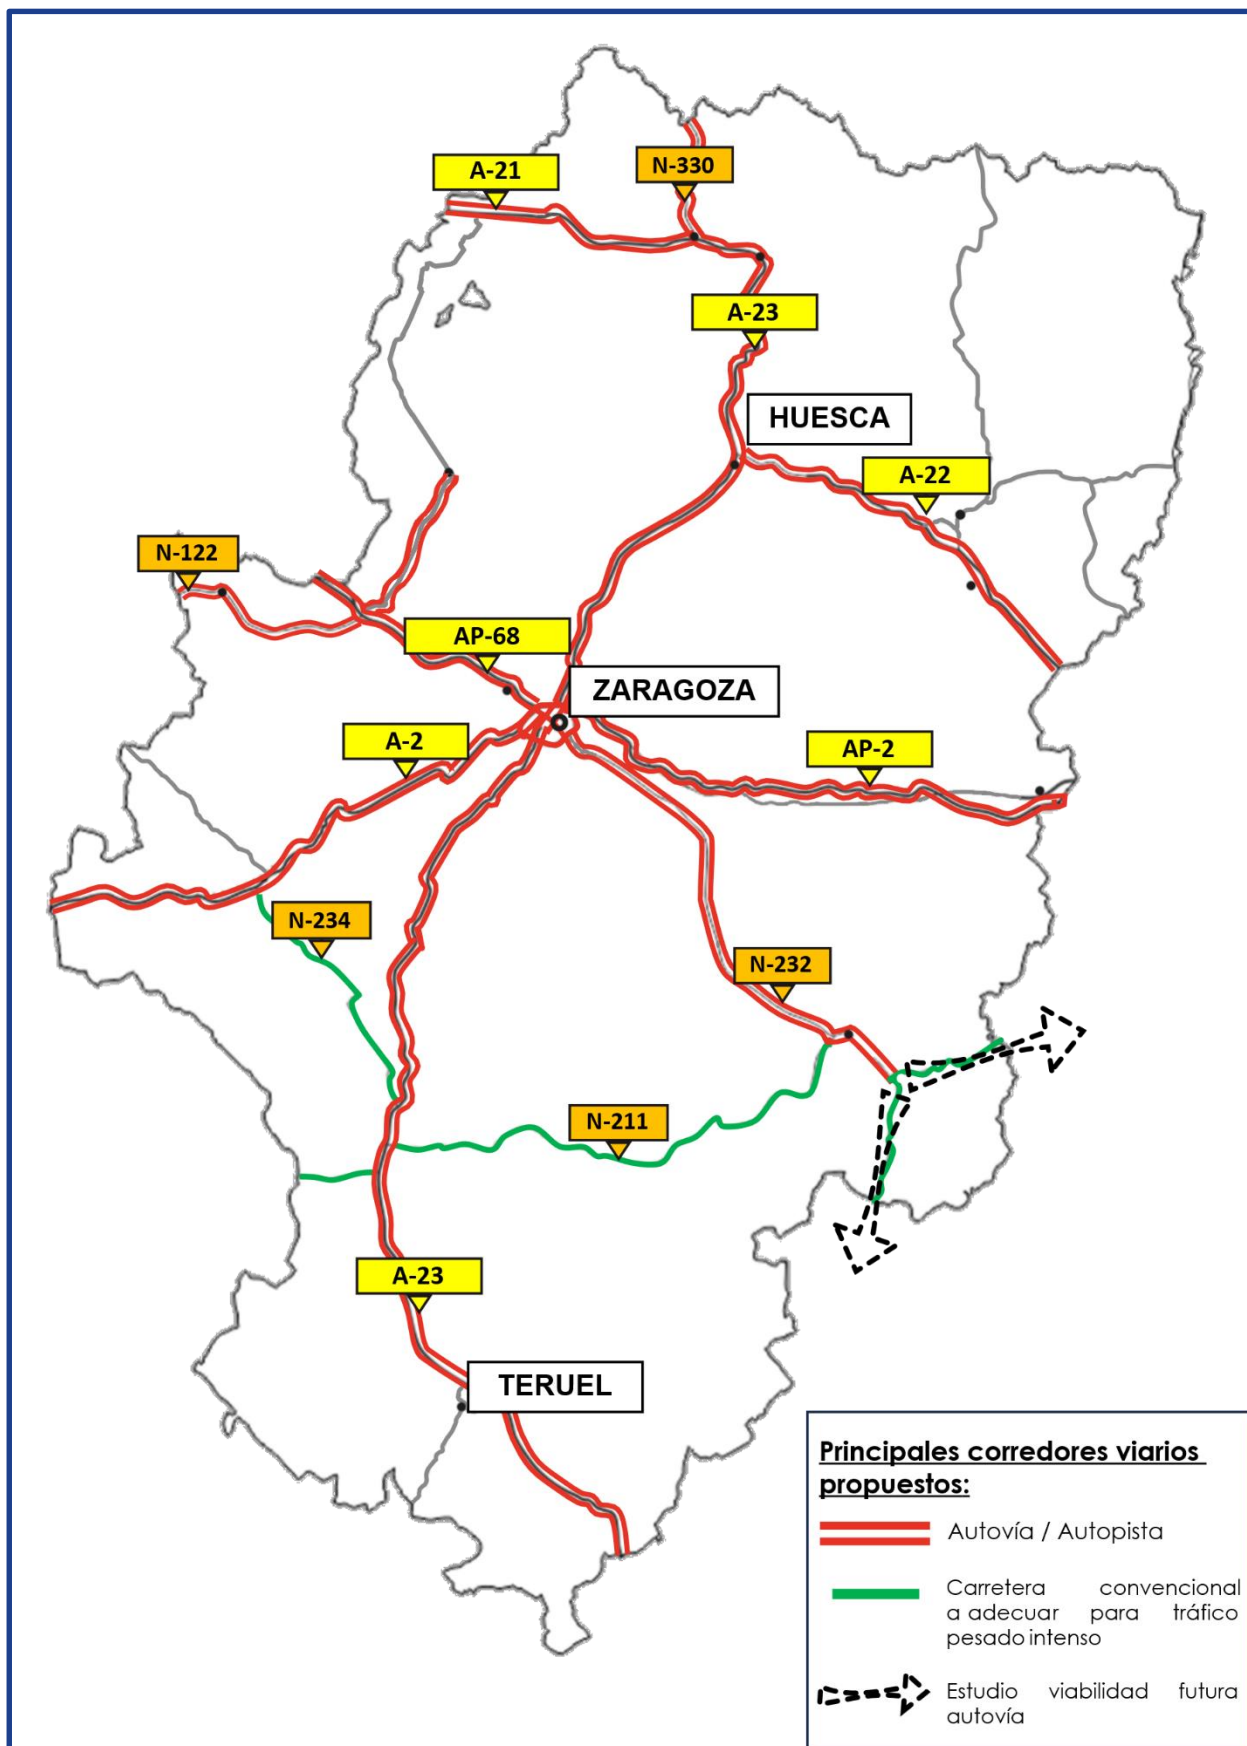 A-21
N-330
A-23
HUESCA
A-22
N-122
AP-68
ZARAGOZA
A-2
AP-2
N-234
N-232
N-211
A-23
TERUEL
Principales corredores viarios
propuestos:
Autovía / Autopista
Carretera convencional
a adecuar para tráfico
pesado intenso
Estudio viabilidad futura
autovía